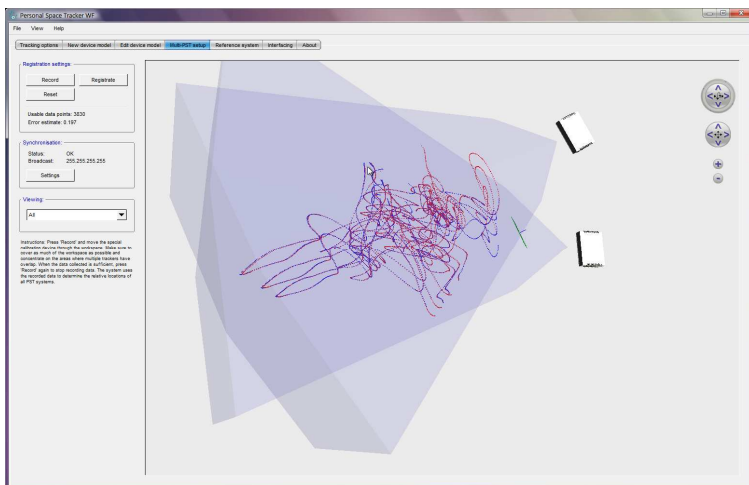 Personal Space Tracker WF
File View Help
Tracking options New device model Edit device model Multi-PST setup Reference system Interfacing About
Registration settings:
Record Registrate
Reset
Usable data points: 3830
Error estimate: 0.197
Synchronisation:
Status: OK
Broadcast: 255.255.255.255
Settings
Viewing:
All
Instructions: Press 'Record' and move the special
calibration device through the workspace. Make sure to
cover as much of the workspace as possible and
concentrate on the areas where multiple trackers have
overlap. When the data collected is sufficient, press
'Record' again to stop recording data. The system uses
the recorded data to determine the relative locations of
all PST systems.